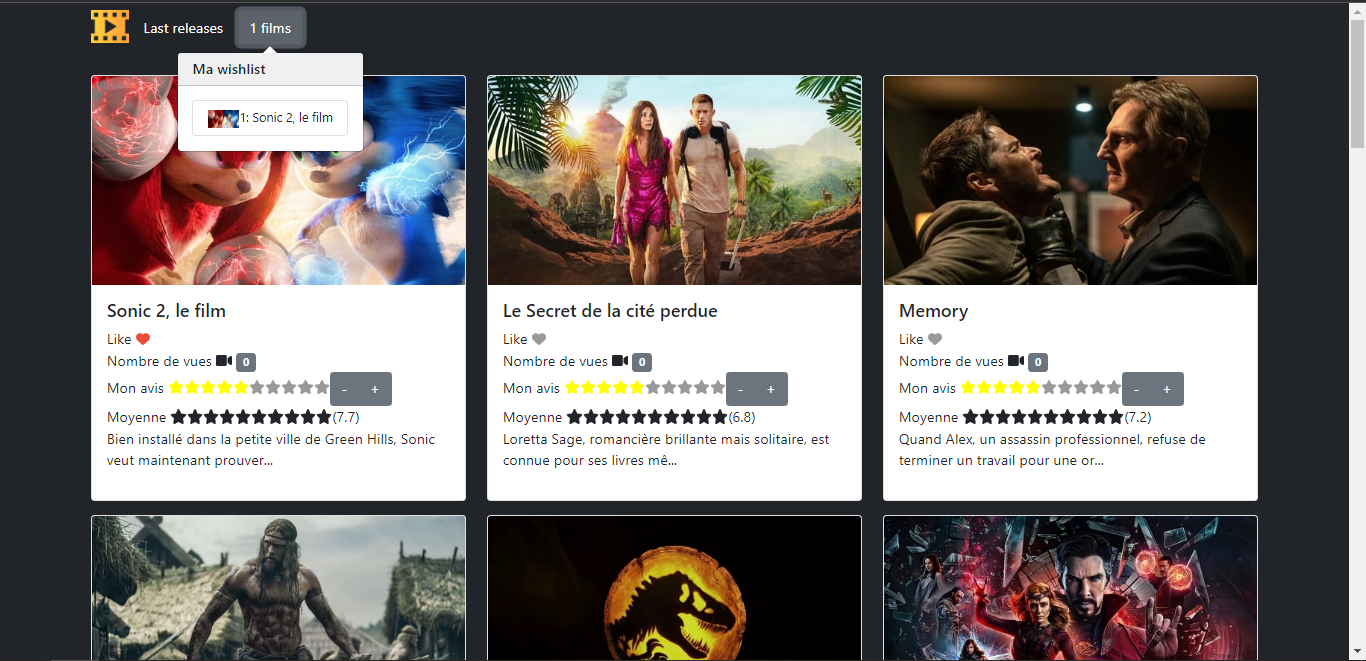 Last releases
1 films
Ma wishlist
1: Sonic 2, le film
Sonic 2, le film
Like
Nombre de vues 0
Mon avis - +
Moyenne (7.7)
Bien installé dans la petite ville de Green Hills, Sonic
veut maintenant prouver...
Le Secret de la cité perdue
Like
Nombre de vues 0
Mon avis - +
Moyenne (6.8)
Loretta Sage, romancière brillante mais solitaire, est
connue pour ses livres mê...
Memory
Like
Nombre de vues 0
Mon avis - +
Moyenne (7.2)
Quand Alex, un assassin professionnel, refuse de
terminer un travail pour une or...